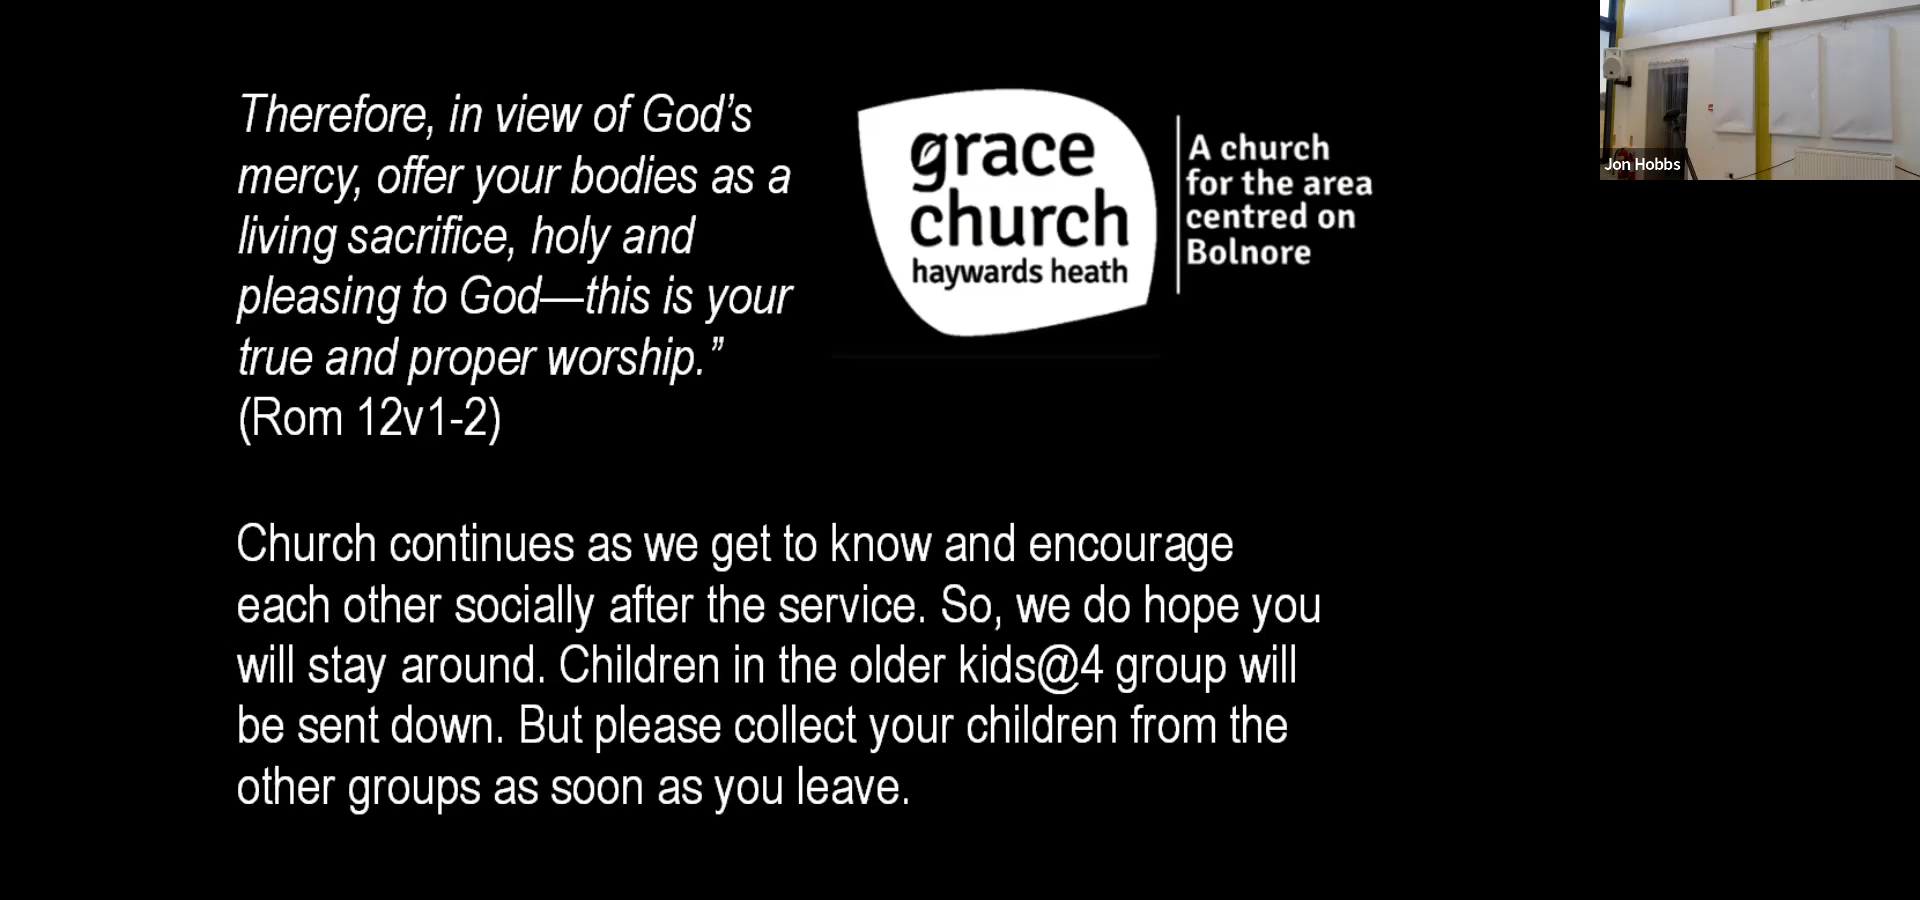 Therefore, in view of God’s
mercy, offer your bodies as a
living sacrifice, holy and
pleasing to God—this is your
true and proper worship.”
(Rom 12v1-2)
grace
church
haywards heath
A church
for the area
centred on
Bolnore
Jon Hobbs
Church continues as we get to know and encourage
each other socially after the service. So, we do hope you
will stay around. Children in the older kids@4 group will
be sent down. But please collect your children from the
other groups as soon as you leave.